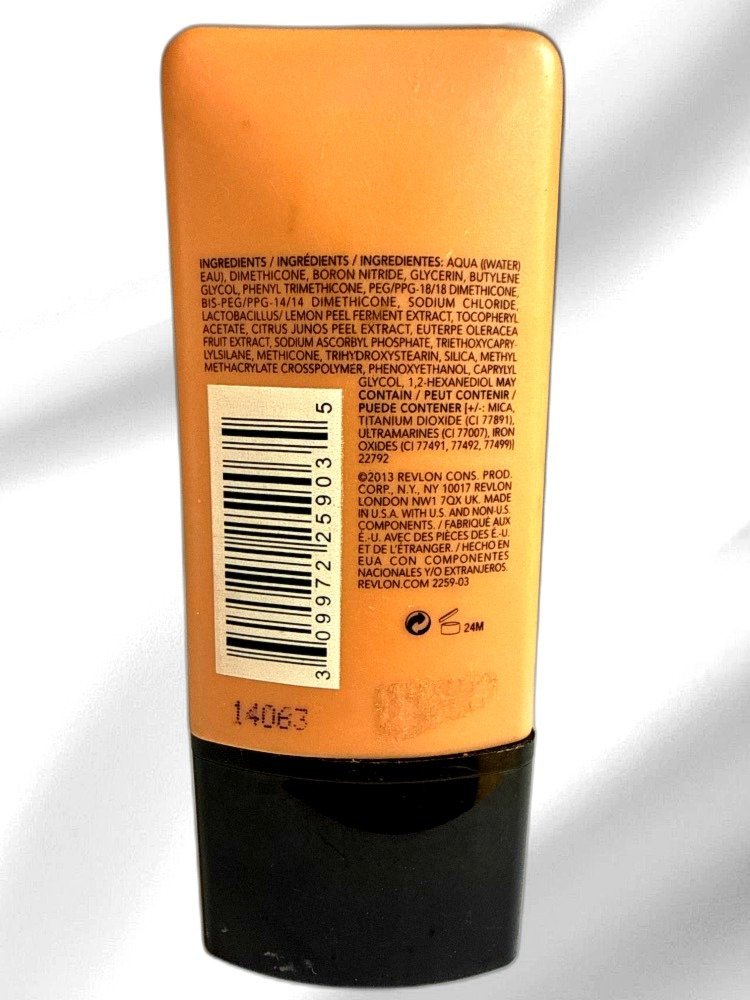 INGREDIENTS / INGRÉDIENTS / INGREDIENTES: AQUA ((WATER)
EAU), DIMETHICONE, BORON NITRIDE, GLYCERIN, BUTYLENE
GLYCOL, PHENYL TRIMETHICONE, PEG/PPG-18/18 DIMETHICONE,
BIS-PEG/PPG-14/14 DIMETHICONE, SODIUM CHLORIDE,
LACTOBACILLUS/ LEMON PEEL FERMENT EXTRACT, TOCOPHERYL
ACETATE, CITRUS JUNOS PEEL EXTRACT, EUTERPE OLERACEA
FRUIT EXTRACT, SODIUM ASCORBYL PHOSPHATE, TRIETHOXYCAPRY-
LYLSILANE, METHICONE, TRIHYDROXYSTEARIN, SILICA, METHYL
METHACRYLATE CROSSPOLYMER, PHENOXYETHANOL, CAPRYLYL
GLYCOL, 1,2-HEXANEDIOL MAY
CONTAIN / PEUT CONTENIR /
PUEDE CONTENER [+/-: MICA,
TITANIUM DIOXIDE (CI 77891),
ULTRAMARINES (CI 77007), IRON
OXIDES (CI 77491, 77492, 77499)]
22792
©2013 REVLON CONS. PROD.
CORP., N.Y., NY 10017 REVLON
LONDON NW1 7QX UK. MADE
IN U.S.A. WITH U.S. AND NON-U.S.
COMPONENTS. / FABRIQUÉ AUX
É.-U. AVEC DES PIÈCES DES É.-U.
ET DE L'ÉTRANGER. / HECHO EN
EUA CON COMPONENTES
NACIONALES Y/O EXTRANJEROS.
REVLON.COM 2259-03
24M
3 09972 25903 5
14063